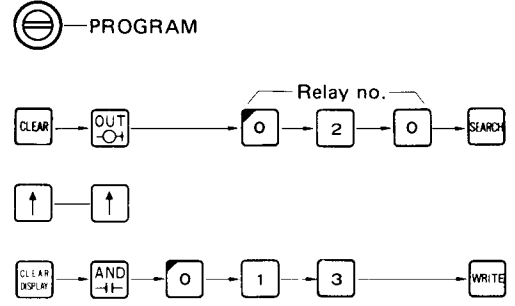 PROGRAM
Relay no.
CLEAR OUT 0 2 0 SEARCH
↑ ↑
CLEAR DISPLAY AND 0 1 3 WRITE